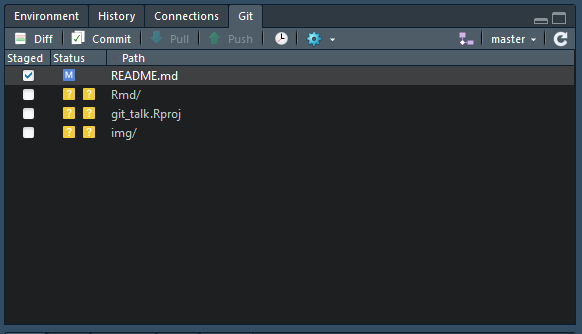 Environment History Connections Git
Diff Commit Pull Push master
Staged Status Path
M README.md
? ? Rmd/
? ? git_talk.Rproj
? ? img/